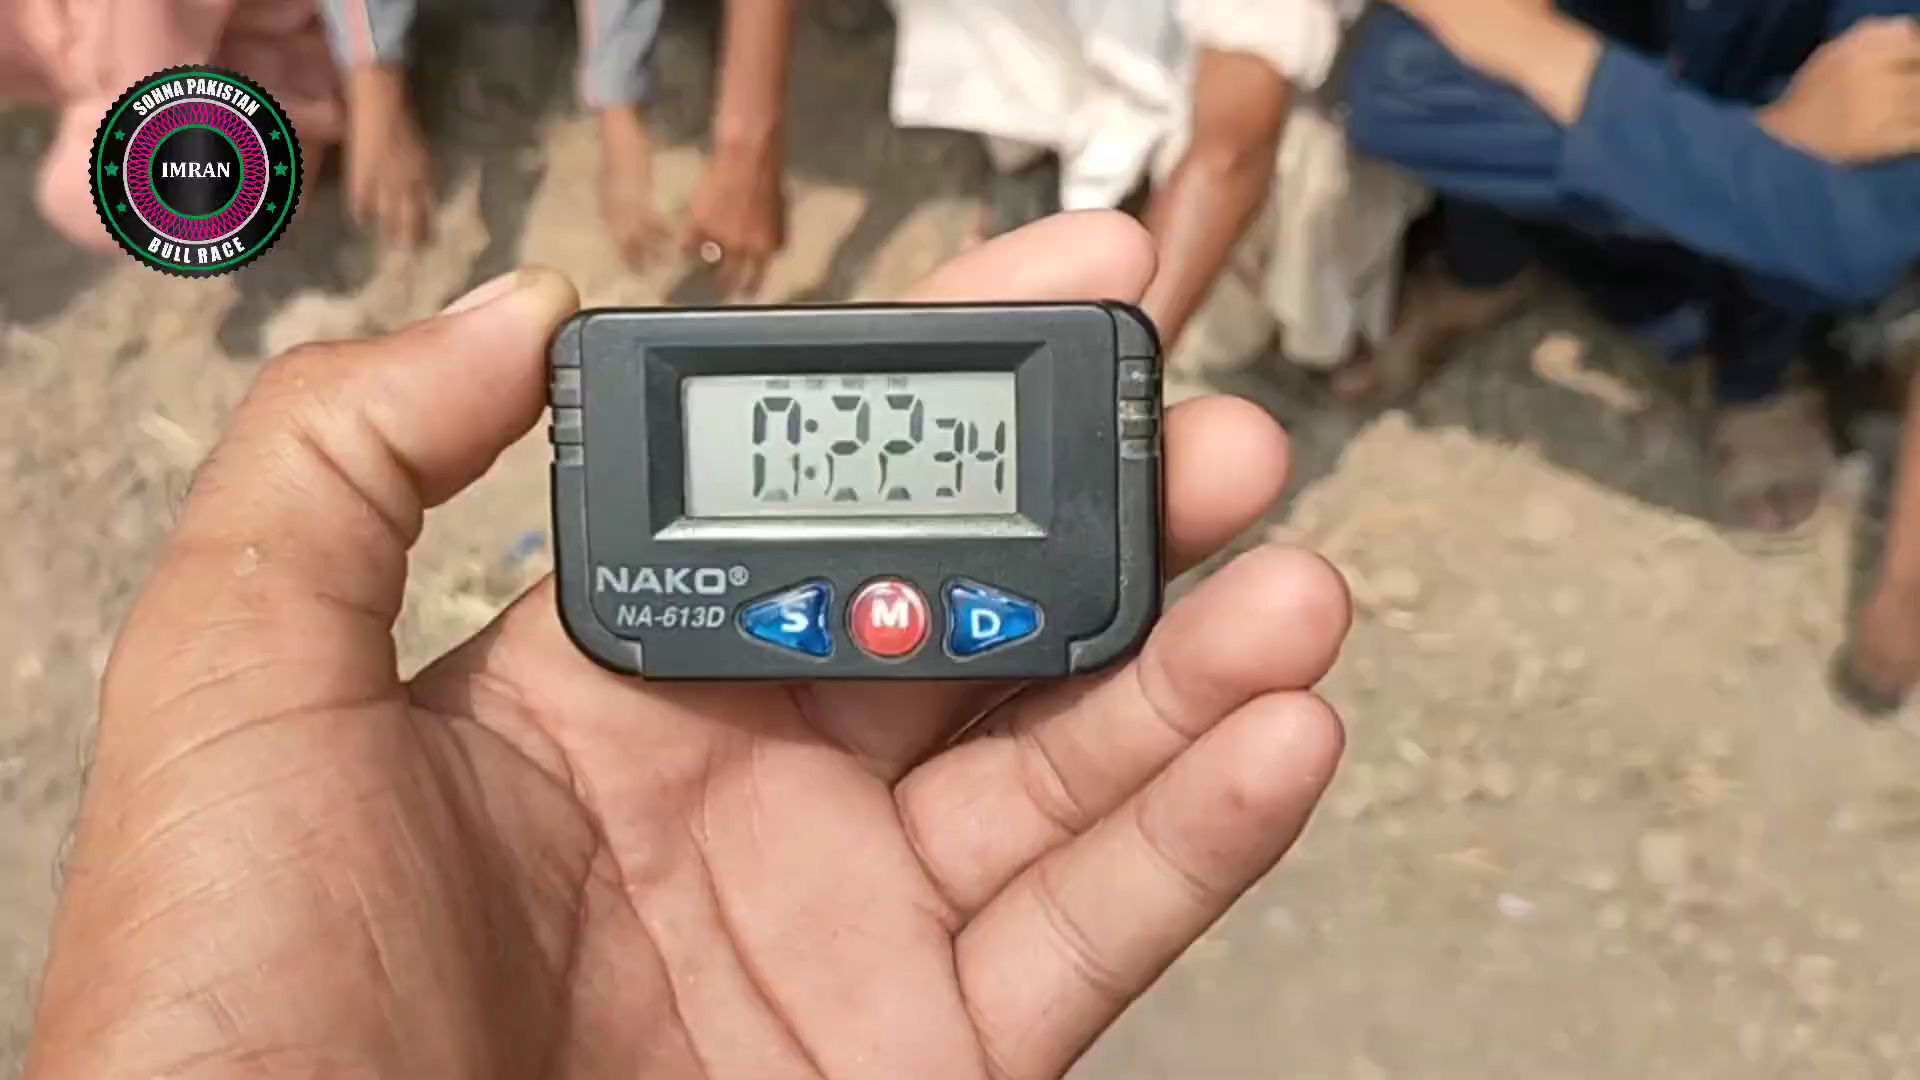 SOHNA PAKISTAN
IMRAN
BULL RACE
0:22 34
NAKO®
NA-613D
S M D